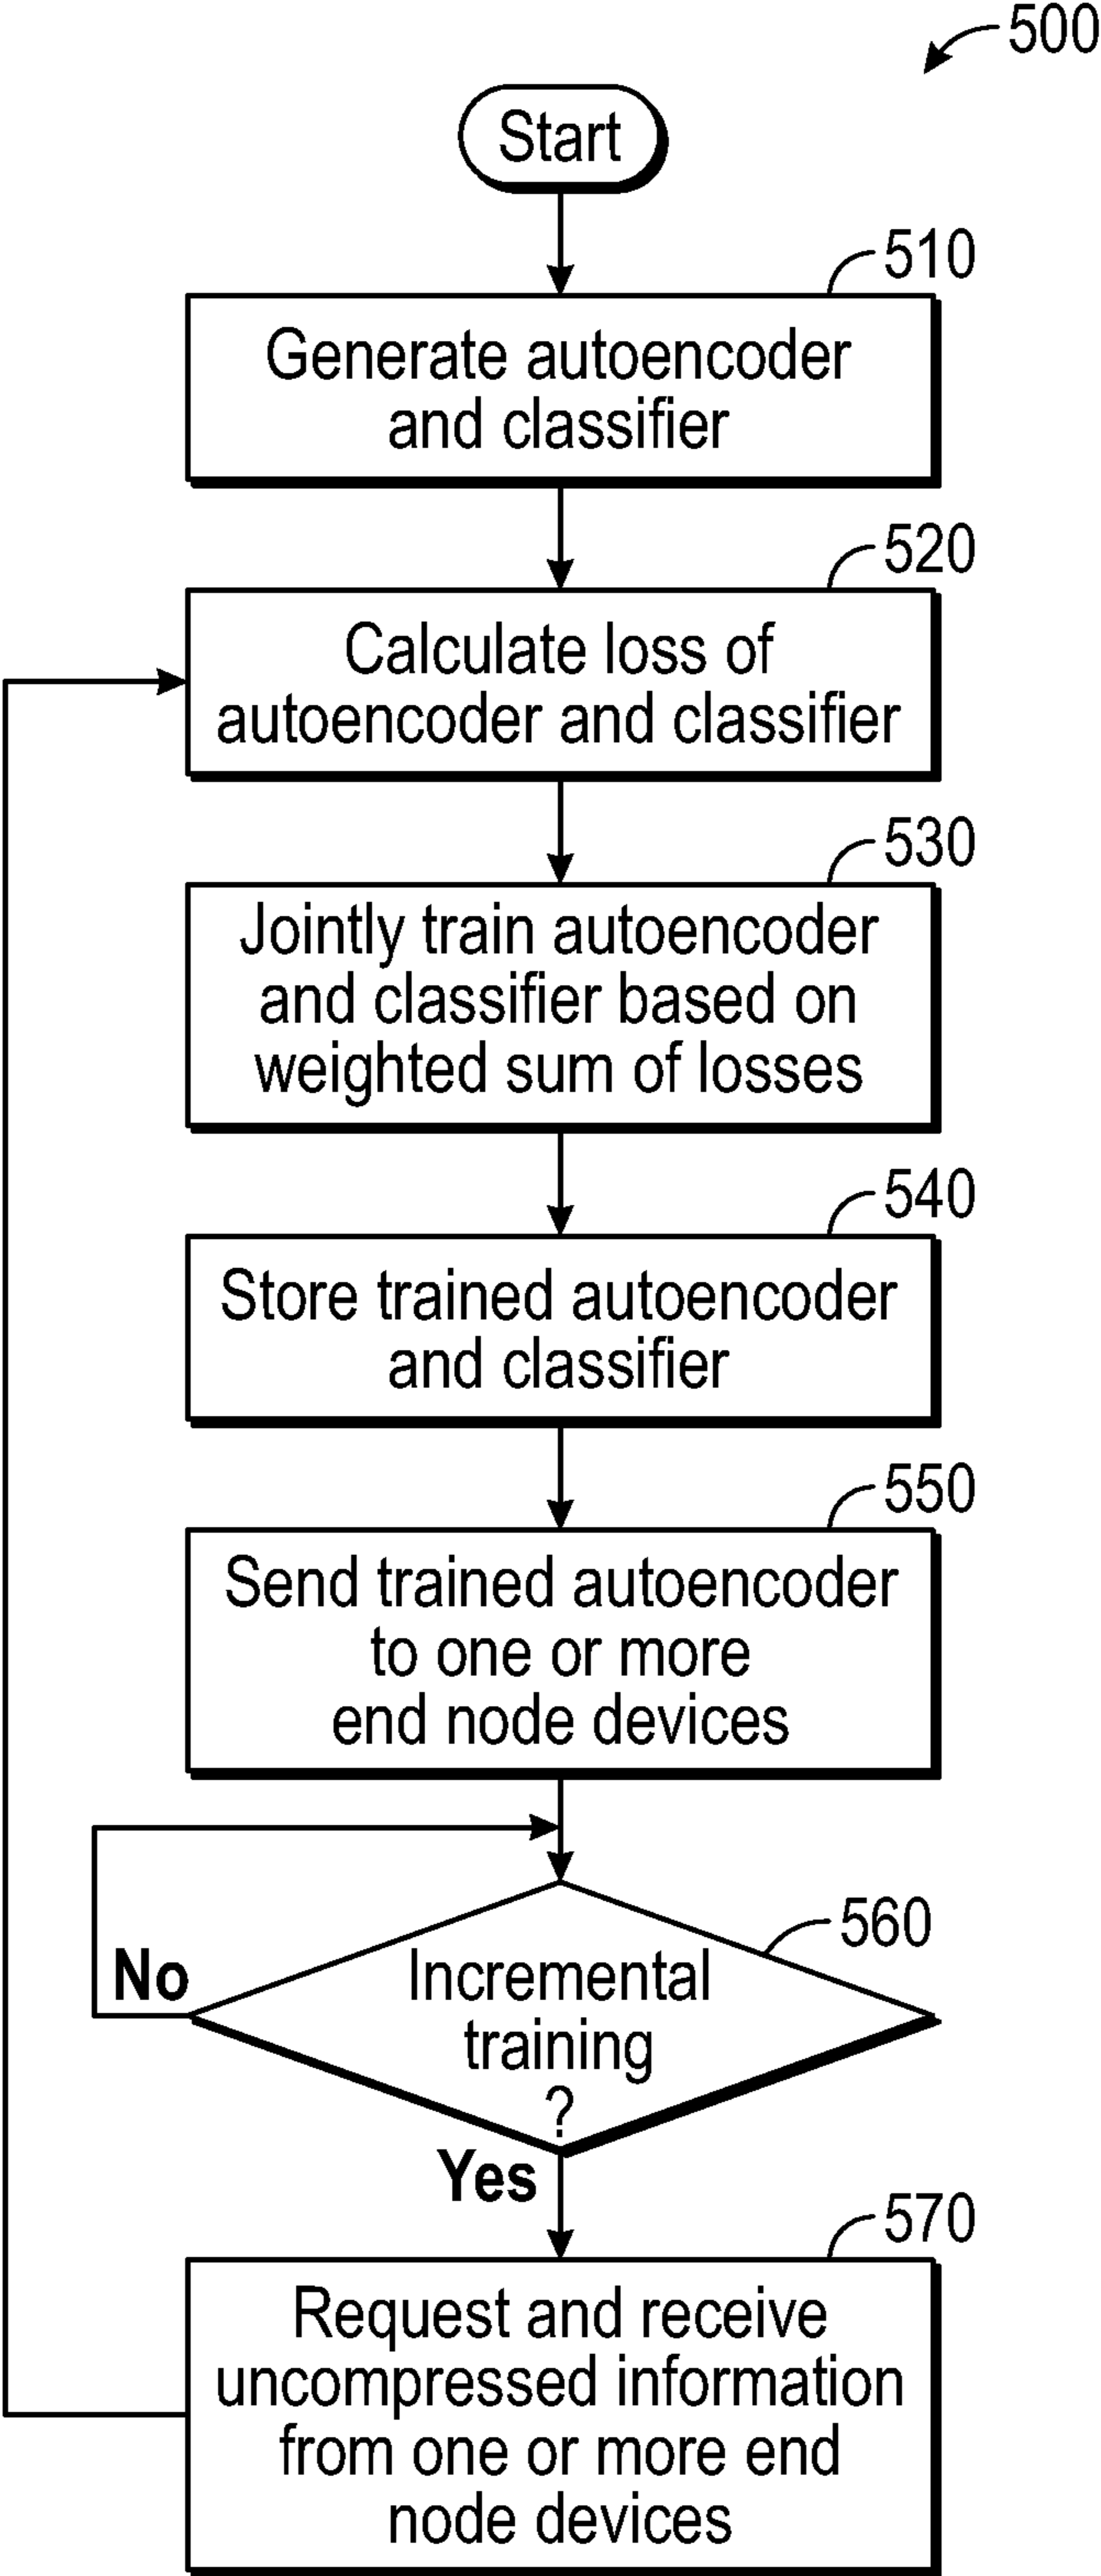 500
Start
510
Generate autoencoder
and classifier
520
Calculate loss of
autoencoder and classifier
530
Jointly train autoencoder
and classifier based on
weighted sum of losses
540
Store trained autoencoder
and classifier
550
Send trained autoencoder
to one or more
end node devices
560
No
Incremental
training
?
Yes
570
Request and receive
uncompressed information
from one or more end
node devices